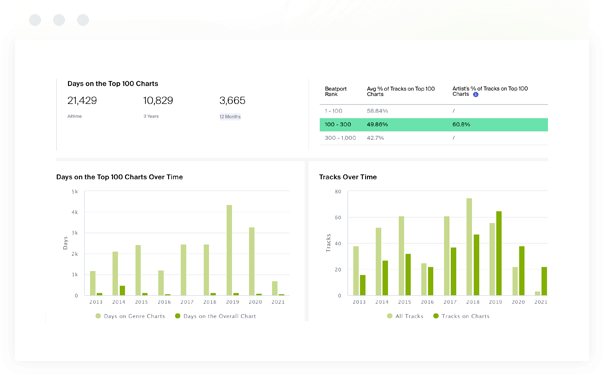 Days on the Top 100 Charts
21,429 10,829 3,665
Alltime 3 Years 12 Months
Beatport Rank Avg % of Tracks on Top 100 Charts Artist's % of Tracks on Top 100 Charts
1 - 100 58.84% /
100 - 300 49.86% 60.8%
300 - 1,000 42.7% /
Days on the Top 100 Charts Over Time
5k
4k
3k
2k
1k
0
Days
2013 2014 2015 2016 2017 2018 2019 2020 2021
Days on Genre Charts Days on the Overall Chart
Tracks Over Time
80
60
40
20
0
Tracks
2013 2014 2015 2016 2017 2018 2019 2020 2021
All Tracks Tracks on Charts